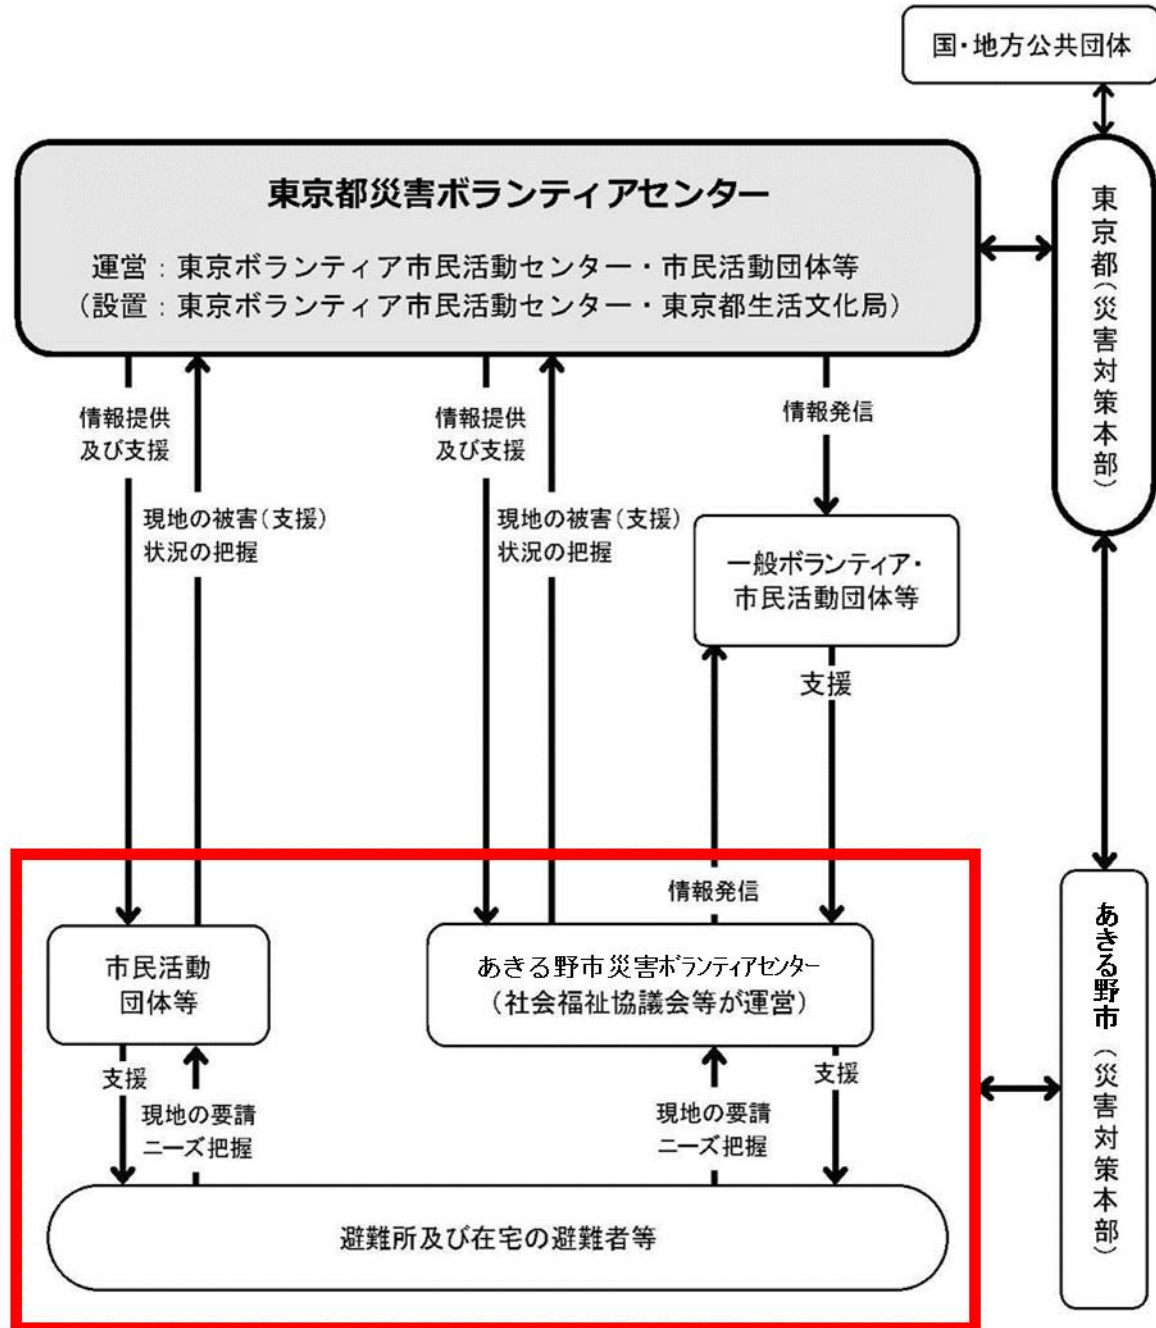 国・地方公共団体
東京都災害ボランティアセンター
運営：東京ボランティア市民活動センター・市民活動団体等
（設置：東京ボランティア市民活動センター・東京都生活文化局）
東京都（災害対策本部）
情報提供
及び支援
現地の被害（支援）
状況の把握
情報提供
及び支援
現地の被害（支援）
状況の把握
情報発信
一般ボランティア・
市民活動団体等
支援
情報発信
市民活動
団体等
あきる野市災害ボランティアセンター
（社会福祉協議会等が運営）
あきる野市（災害対策本部）
支援
現地の要請
ニーズ把握
現地の要請
ニーズ把握
支援
避難所及び在宅の避難者等